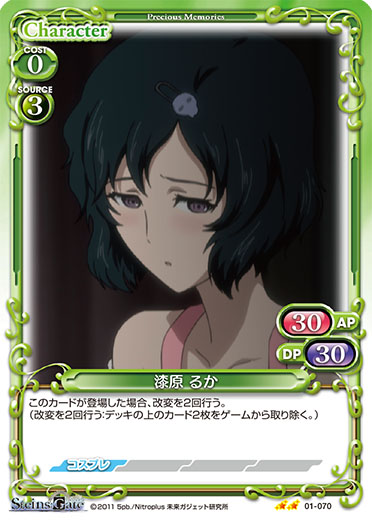 Precious Memories
Character
COST
0
SOURCE
3
30 AP
DP 30
漆原 るか
このカードが登場した場合、改変を2回行う。
(改変を2回行う:デッキの上のカード2枚をゲームから取り除く。)
コスプレ
Steins;Gate ©2011 5pb./Nitroplus 未来ガジェット研究所 01-070